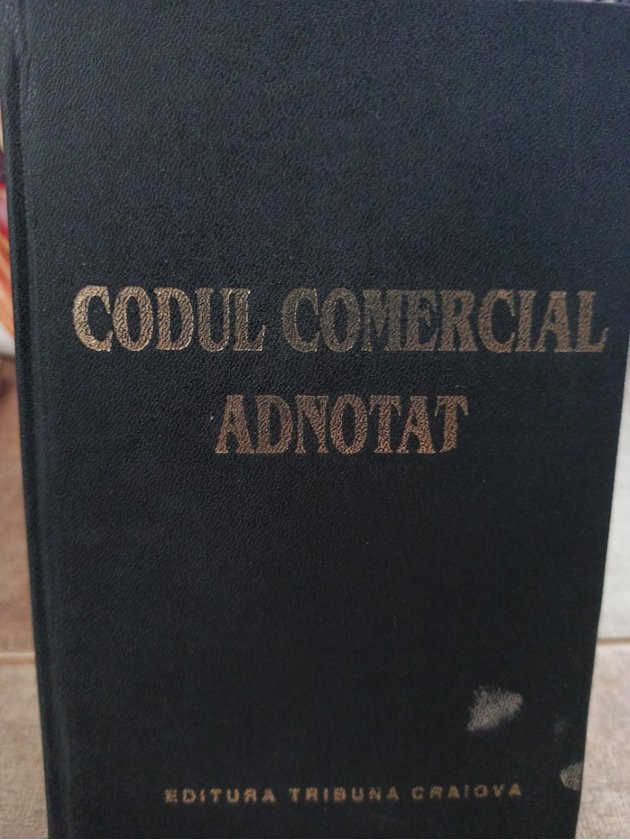 CODUL COMERCIAL
ADNOTAT
EDITURA TRIBUNA CRAIOVA